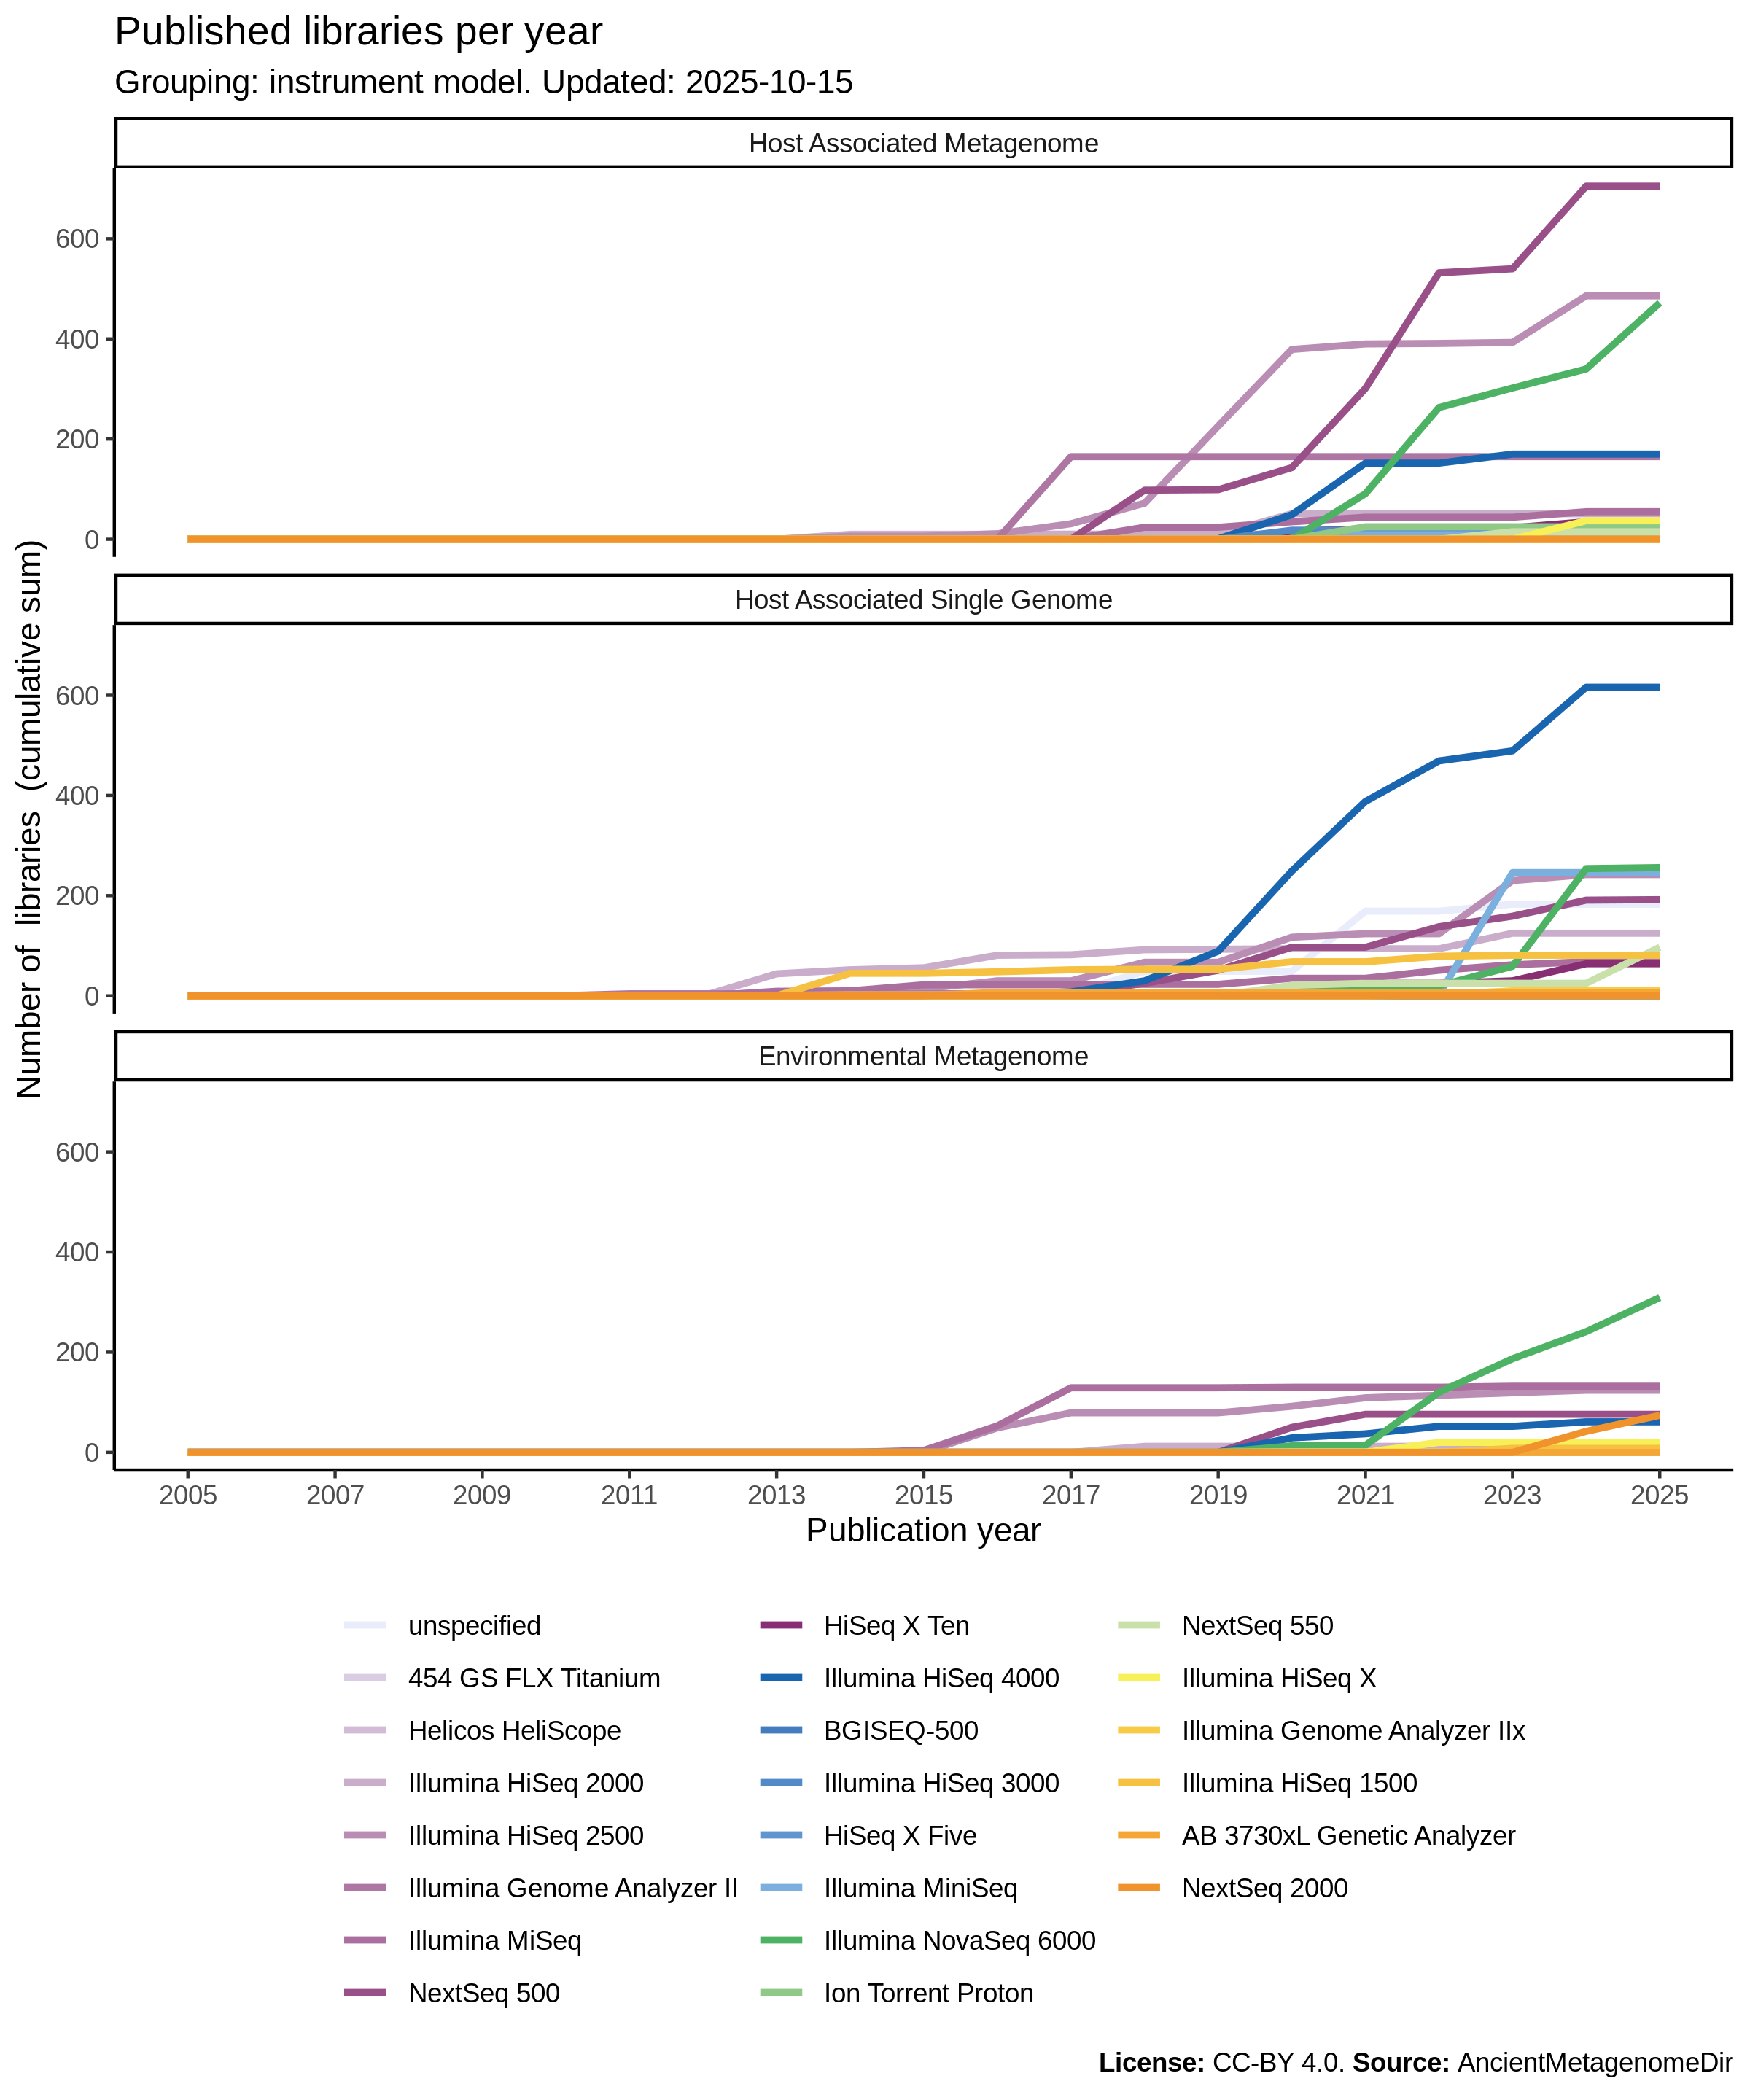 Published libraries per year
Grouping: instrument model. Updated: 2025-10-15
Number of  libraries  (cumulative sum)
Host Associated Metagenome
600
400
200
0
Host Associated Single Genome
600
400
200
0
Environmental Metagenome
600
400
200
0
2005 2007 2009 2011 2013 2015 2017 2019 2021 2023 2025
Publication year
unspecified
454 GS FLX Titanium
Helicos HeliScope
Illumina HiSeq 2000
Illumina HiSeq 2500
Illumina Genome Analyzer II
Illumina MiSeq
NextSeq 500
HiSeq X Ten
Illumina HiSeq 4000
BGISEQ-500
Illumina HiSeq 3000
HiSeq X Five
Illumina MiniSeq
Illumina NovaSeq 6000
Ion Torrent Proton
NextSeq 550
Illumina HiSeq X
Illumina Genome Analyzer IIx
Illumina HiSeq 1500
AB 3730xL Genetic Analyzer
NextSeq 2000
License: CC-BY 4.0. Source: AncientMetagenomeDir